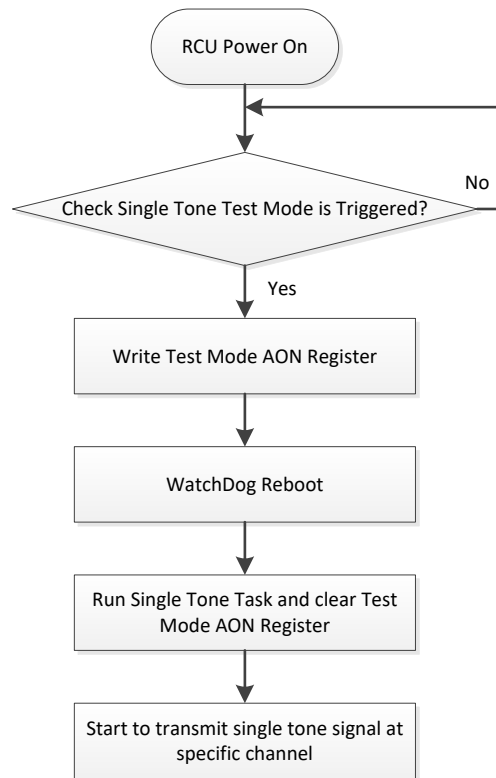 RCU Power On
No
Check Single Tone Test Mode is Triggered?
Yes
Write Test Mode AON Register
WatchDog Reboot
Run Single Tone Task and clear Test
Mode AON Register
Start to transmit single tone signal at
specific channel